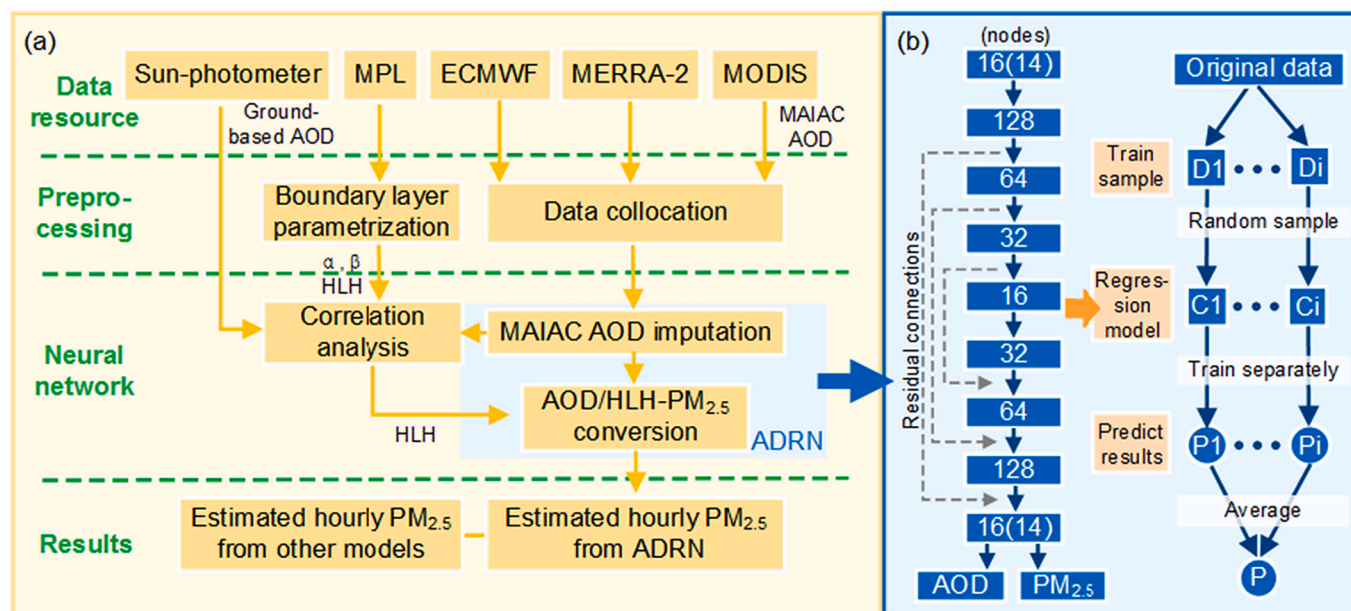 (a)
Data
resource
Sun-photometer
MPL
ECMWF
MERRA-2
MODIS
Ground-
based AOD
MAIAC
AOD
Prepro-
cessing
Boundary layer
parametrization
Data collocation
α , β
HLH
Neural
network
Correlation
analysis
MAIAC AOD imputation
AOD/HLH-PM2.5
conversion
HLH
ADRN
Results
Estimated hourly PM2.5
from other models
Estimated hourly PM2.5
from ADRN
(b)
(nodes)
16(14)
128
64
32
16
32
64
128
16(14)
AOD
PM2.5
Residual connections
Original data
Train
sample
D1
Di
Random sample
Regres-
sion
model
C1
Ci
Train separately
Predict
results
P1
Pi
Average
P